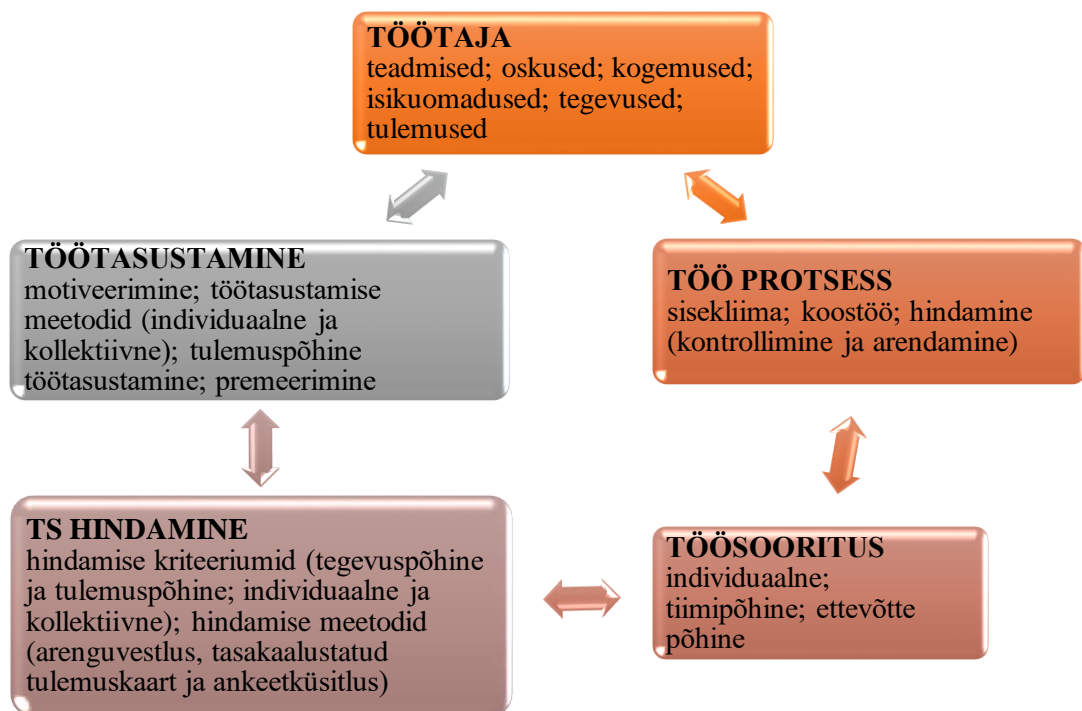 TÖÖTAJA
teadmised; oskused; kogemused;
isikuomadused; tegevused;
tulemused
TÖÖTASUSTAMINE
motiveerimine; töötasustamise
meetodid (individuaalne ja
kollektiivne); tulemuspõhine
töötasustamine; premeerimine
TÖÖ PROTSESS
sisekliima; koostöö; hindamine
(kontrollimine ja arendamine)
TS HINDAMINE
hindamise kriteeriumid (tegevuspõhine
ja tulemuspõhine; individuaalne ja
kollektiivne); hindamise meetodid
(arenguvestlus, tasakaalustatud
tulemuskaart ja ankeetküsitlus)
TÖÖSOORITUS
individuaalne;
tiimipõhine; ettevõtte
põhine